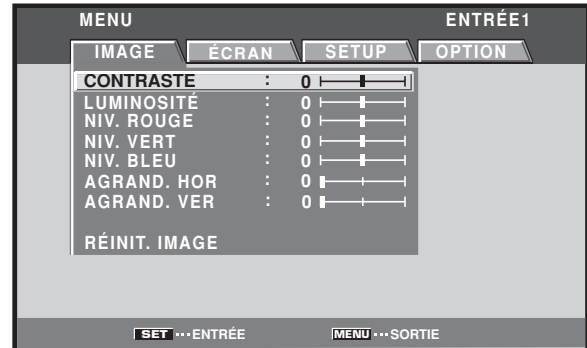 MENU ENTRÉE1
IMAGE ÉCRAN SETUP OPTION
CONTRASTE : 0
LUMINOSITÉ : 0
NIV. ROUGE : 0
NIV. VERT : 0
NIV. BLEU : 0
AGRAND. HOR : 0
AGRAND. VER : 0
RÉINIT. IMAGE
SET ···ENTRÉE MENU ···SORTIE